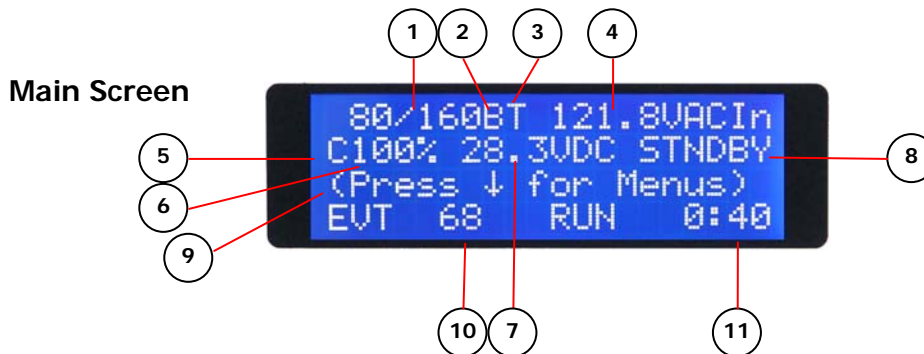 1 2 3 4
Main Screen
80/160BT 121.8VACIn
5
C100% 28.3VDC STNDBY
8
6
(Press ↓ for Menus)
9
EVT 68 RUN 0:40
10 7 11